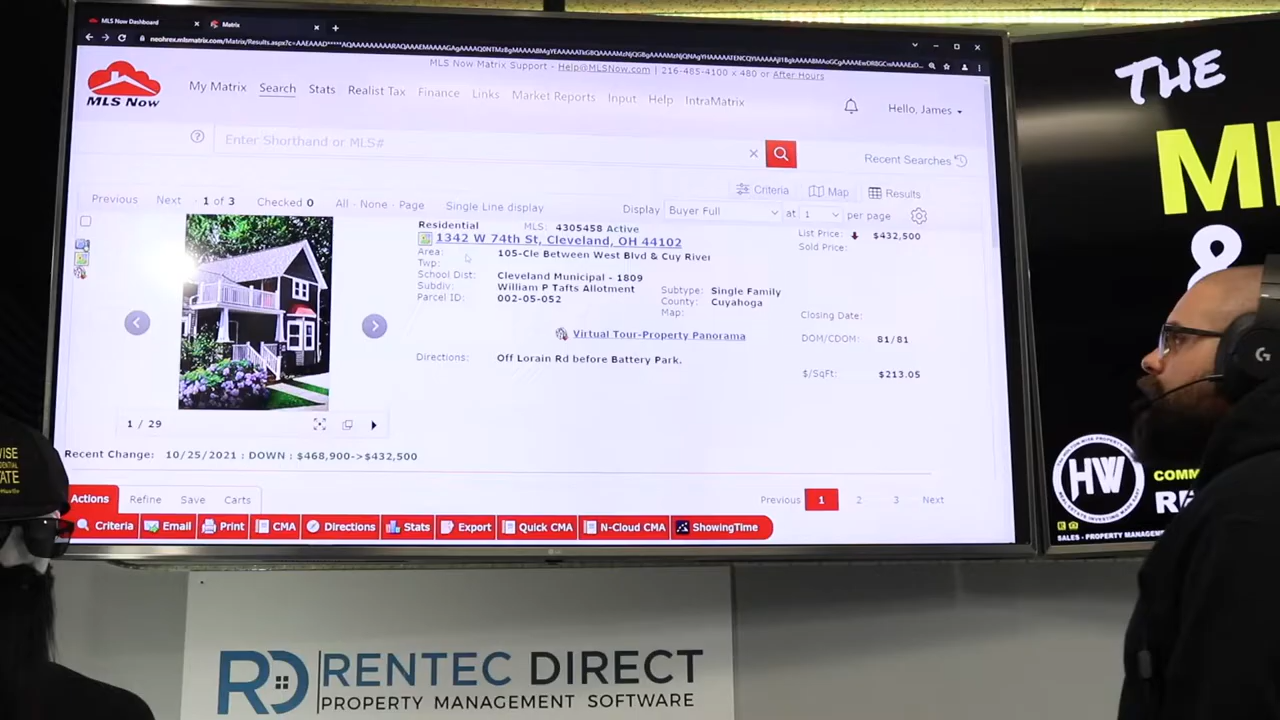 MLS Now Dashboard
Matrix
MLS Now Matrix Support - Help@MLSNow.com | 216-485-4100 x 480 or After Hours
MLS Now
My Matrix Search Stats Realist Tax Finance Links Market Reports Input Help IntraMatrix
Hello, James
Enter Shorthand or MLS#
Recent Searches
Criteria Map Results
Previous Next 1 of 3 Checked 0 All - None - Page Single Line display Display Buyer Full at 1 per page
Residential MLS: 4305458 Active
1342 W 74th St, Cleveland, OH 44102
List Price: $432,500
Sold Price:
Area: 105-Cle Between West Blvd & Cuy River
Twp:
School Dist: Cleveland Municipal - 1809
Subdiv: William P Tafts Allotment
Parcel ID: 002-05-052
Subtype: Single Family
County: Cuyahoga
Map:
Closing Date:
Virtual Tour-Property Panorama
DOM/CDOM: 81/81
Directions: Off Lorain Rd before Battery Park.
$/SqFt: $213.05
1 / 29
Recent Change: 10/25/2021 : DOWN : $468,900->$432,500
Actions Refine Save Carts
Previous 1 2 3 Next
Criteria Email Print CMA Directions Stats Export Quick CMA N-Cloud CMA ShowingTime
THE
M
&
HW
COMM
R
SALES - PROPERTY MANAGEM
WISE
ESTATE
G
RD RENTEC DIRECT
PROPERTY MANAGEMENT SOFTWARE
LG